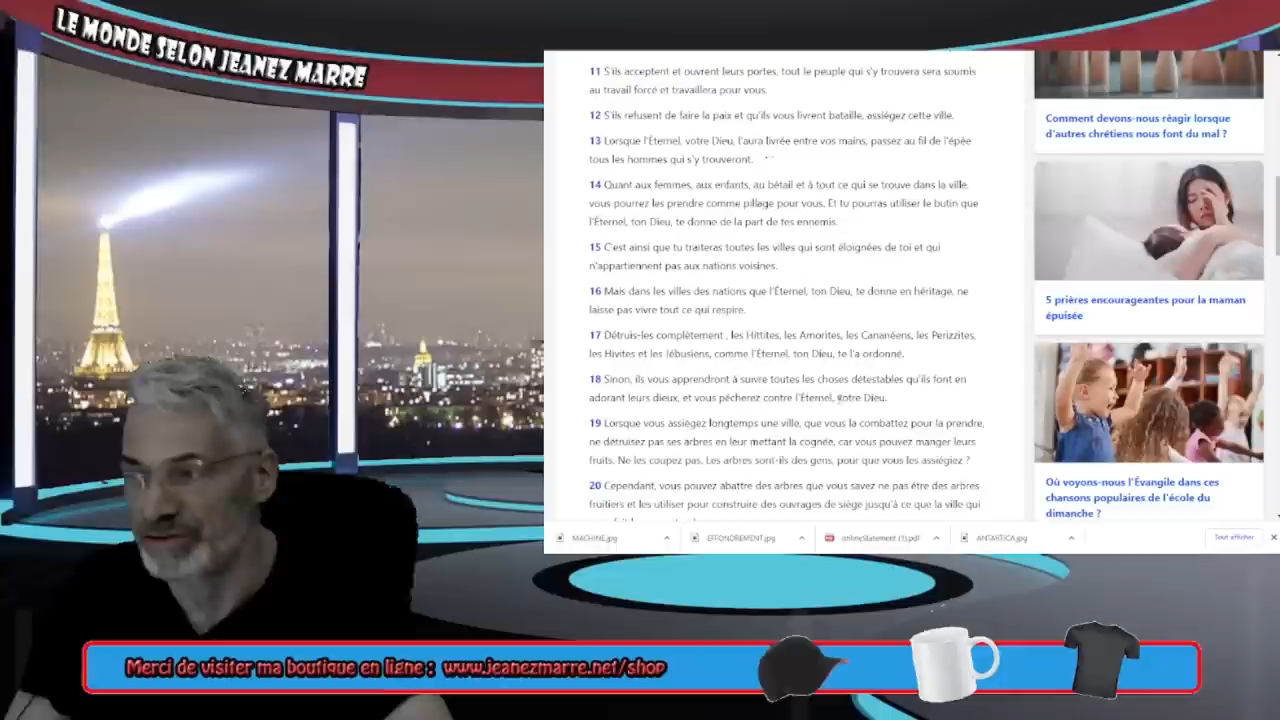 LE MONDE SELON JEANEZ MARRE
11 S'ils acceptent et ouvrent leurs portes, tout le peuple qui s'y trouvera sera soumis
au travail forcé et travaillera pour vous.
12 S'ils refusent de faire la paix et qu'ils vous livrent bataille, assiégez cette ville.
13 Lorsque l'Éternel, votre Dieu, l'aura livrée entre vos mains, passez au fil de l'épée
tous les hommes qui s'y trouveront.
14 Quant aux femmes, aux enfants, au bétail et à tout ce qui se trouve dans la ville,
vous pourrez les prendre comme pillage pour vous. Et tu pourras utiliser le butin que
l'Éternel, ton Dieu, te donne de la part de tes ennemis.
15 C'est ainsi que tu traiteras toutes les villes qui sont éloignées de toi et qui
n'appartiennent pas aux nations voisines.
16 Mais dans les villes des nations que l'Éternel, ton Dieu, te donne en héritage, ne
laisse pas vivre tout ce qui respire.
17 Détruis-les complètement , les Hittites, les Amorites, les Cananéens, les Perizzites,
les Hivites et les Jébusiens, comme l'Éternel, ton Dieu, te l'a ordonné.
18 Sinon, ils vous apprendront à suivre toutes les choses détestables qu'ils font en
adorant leurs dieux, et vous pécherez contre l'Éternel, votre Dieu.
19 Lorsque vous assiégez longtemps une ville, que vous la combattez pour la prendre,
ne détruisez pas ses arbres en leur mettant la cognée, car vous pouvez manger leurs
fruits. Ne les coupez pas. Les arbres sont-ils des gens, pour que vous les assiégiez ?
20 Cependant, vous pouvez abattre des arbres que vous savez ne pas être des arbres
fruitiers et les utiliser pour construire des ouvrages de siège jusqu'à ce que la ville qui
Comment devons-nous réagir lorsque
d'autres chrétiens nous font du mal ?
5 prières encourageantes pour la maman
épuisée
Où voyons-nous l'Évangile dans ces
chansons populaires de l'école du
dimanche ?
MACHINE.jpg
EFFONDREMENT.jpg
onlineStatement (1).pdf
ANTARTICA.jpg
Tout afficher
Merci de visiter ma boutique en ligne : www.jeanezmarre.net/shop